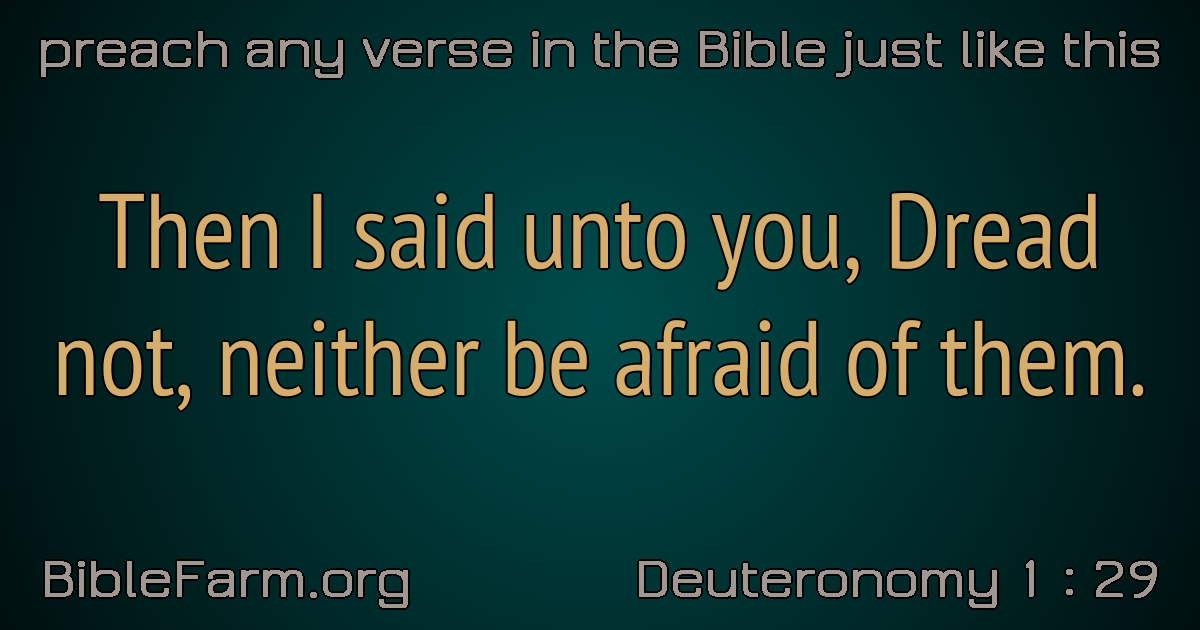 preach any verse in the Bible just like this
Then I said unto you, Dread
not, neither be afraid of them.
BibleFarm.org
Deuteronomy 1 : 29